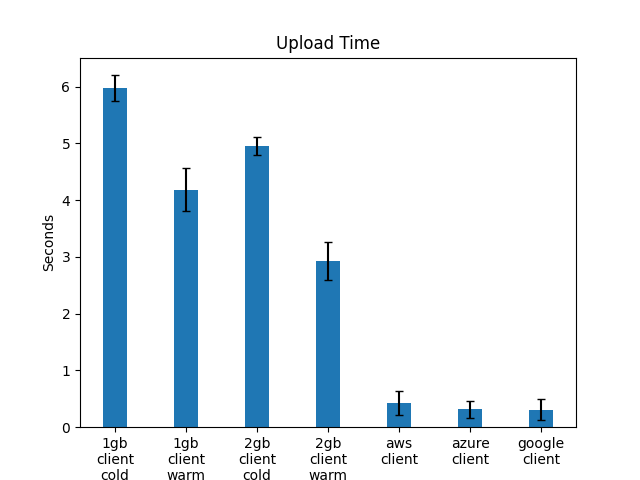 Upload Time
Seconds
6
5
4
3
2
1
0
1gb
client
cold
1gb
client
warm
2gb
client
cold
2gb
client
warm
aws
client
azure
client
google
client